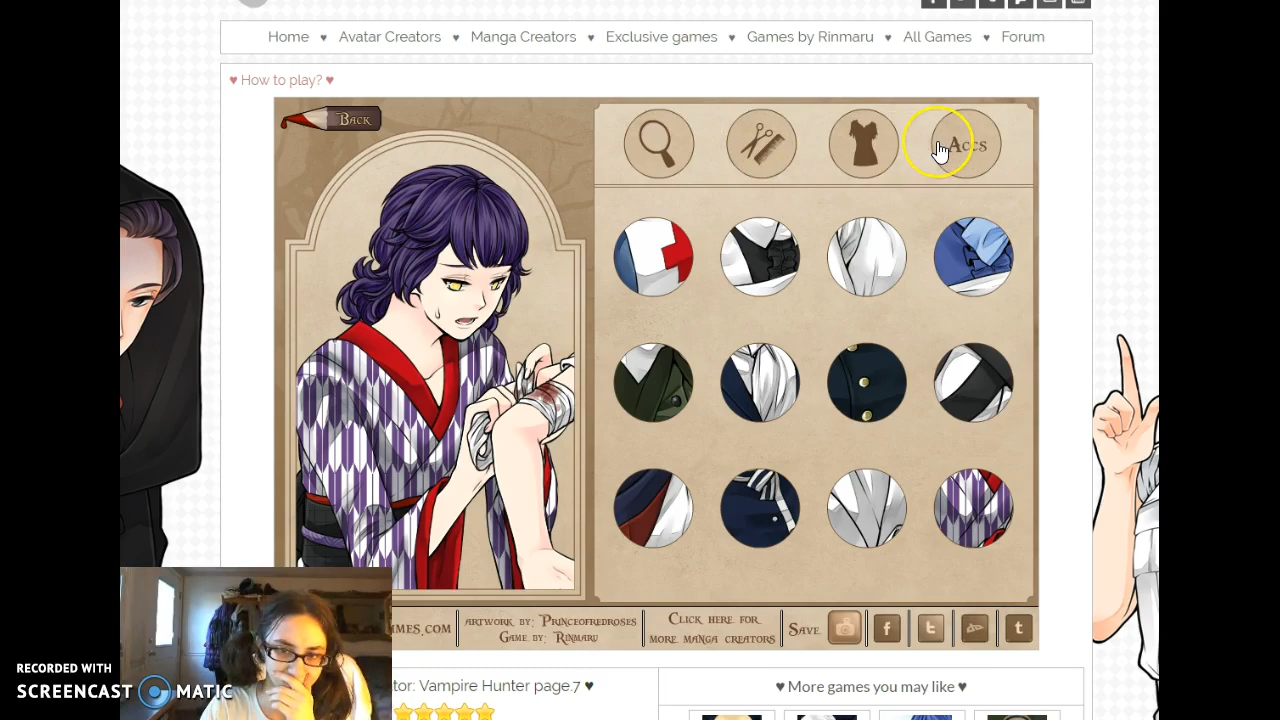 Home ♥ Avatar Creators ♥ Manga Creators ♥ Exclusive games ♥ Games by Rinmaru ♥ All Games ♥ Forum
♥ How to play? ♥
Back
Accs
MES.COM
Artwork by: Princeofredroses
Game by: Rinmaru
Click here for
more manga creators
Save
f t t
tor: Vampire Hunter page.7 ♥
♥ More games you may like ♥
RECORDED WITH
SCREENCAST MATIC